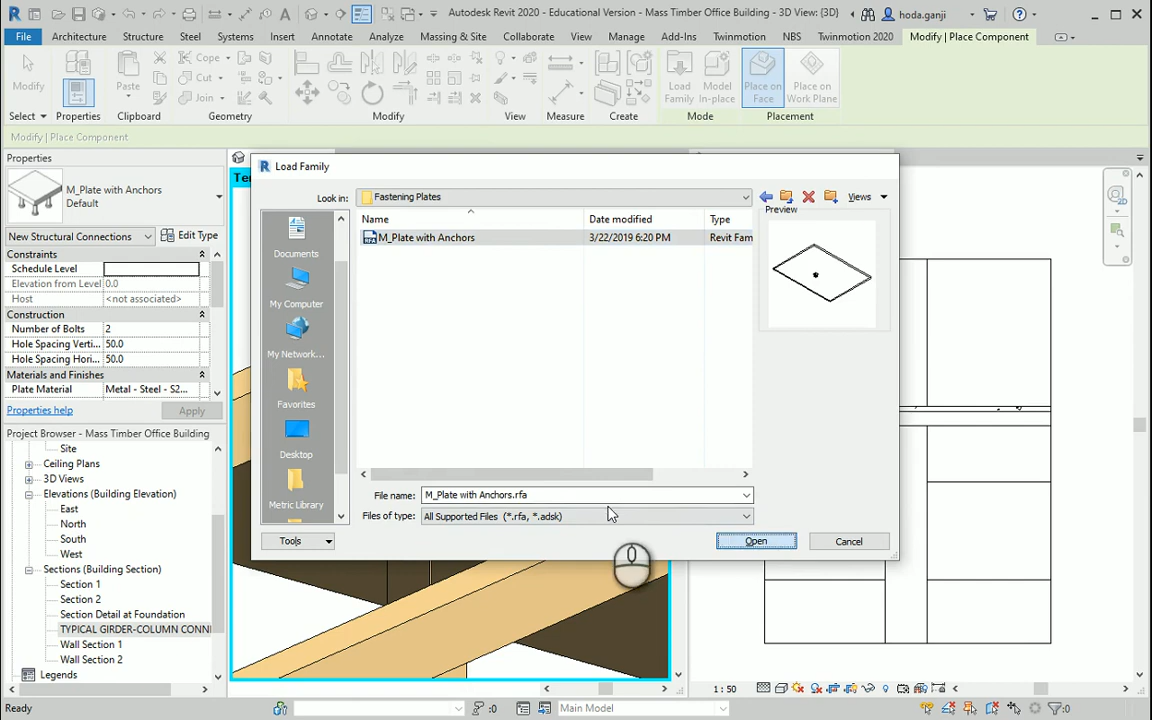 Autodesk Revit 2020 - Educational Version - Mass Timber Office Building - 3D View: {3D}
hoda.ganji
File Architecture Structure Steel Systems Insert Annotate Analyze Massing & Site Collaborate View Manage Add-Ins Twinmotion NBS Twinmotion 2020 Modify | Place Component
Modify Paste Cope Cut Join Load Family Model In-place Place on Face Place on Work Plane
Select Properties Clipboard Geometry Modify View Measure Create Mode Placement
Modify | Place Component
Properties
M_Plate with Anchors
Default
New Structural Connections Edit Type
Constraints
Schedule Level
Elevation from Level 0.0
Host <not associated>
Construction
Number of Bolts 2
Hole Spacing Verti... 50.0
Hole Spacing Hori... 50.0
Materials and Finishes
Plate Material Metal - Steel - S2...
Properties help Apply
Project Browser - Mass Timber Office Building
Site
Ceiling Plans
3D Views
Elevations (Building Elevation)
East
North
South
West
Sections (Building Section)
Section 1
Section 2
Section Detail at Foundation
TYPICAL GIRDER-COLUMN CONNI
Wall Section 1
Wall Section 2
Legends
Load Family
Look in: Fastening Plates Views
Name Date modified Type
M_Plate with Anchors 3/22/2019 6:20 PM Revit Fam
Preview
Documents
My Computer
My Network...
Favorites
Desktop
Metric Library
File name: M_Plate with Anchors.rfa
Files of type: All Supported Files (*.rfa, *.adsk)
Tools Open Cancel
1 : 50
Ready :0 Main Model :0